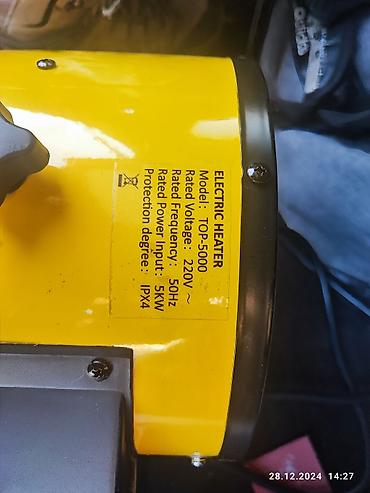 ELECTRIC HEATER
Model: TOP-5000
Rated Voltage: 220V ~
Rated Frequency: 50Hz
Rated Power Input: 5KW
Protection degree: IPX4
28.12.2024 14:27